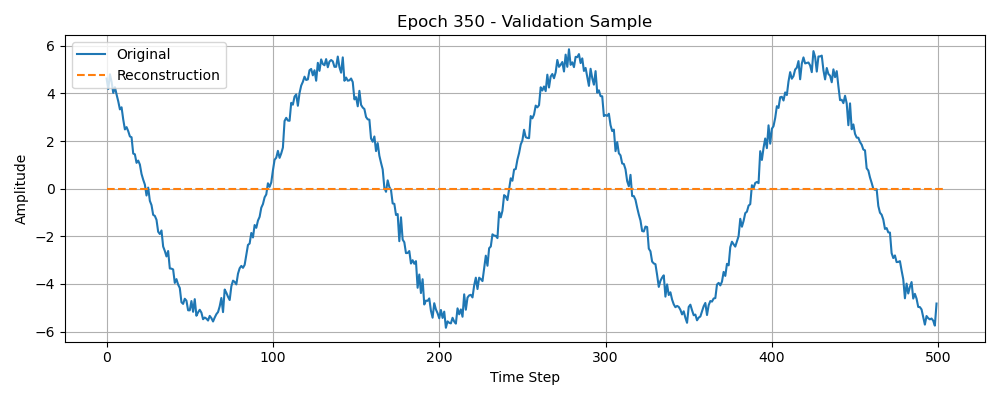 Epoch 350 - Validation Sample
Original
Reconstruction
Amplitude
6
4
2
0
−2
−4
−6
0 100 200 300 400 500
Time Step